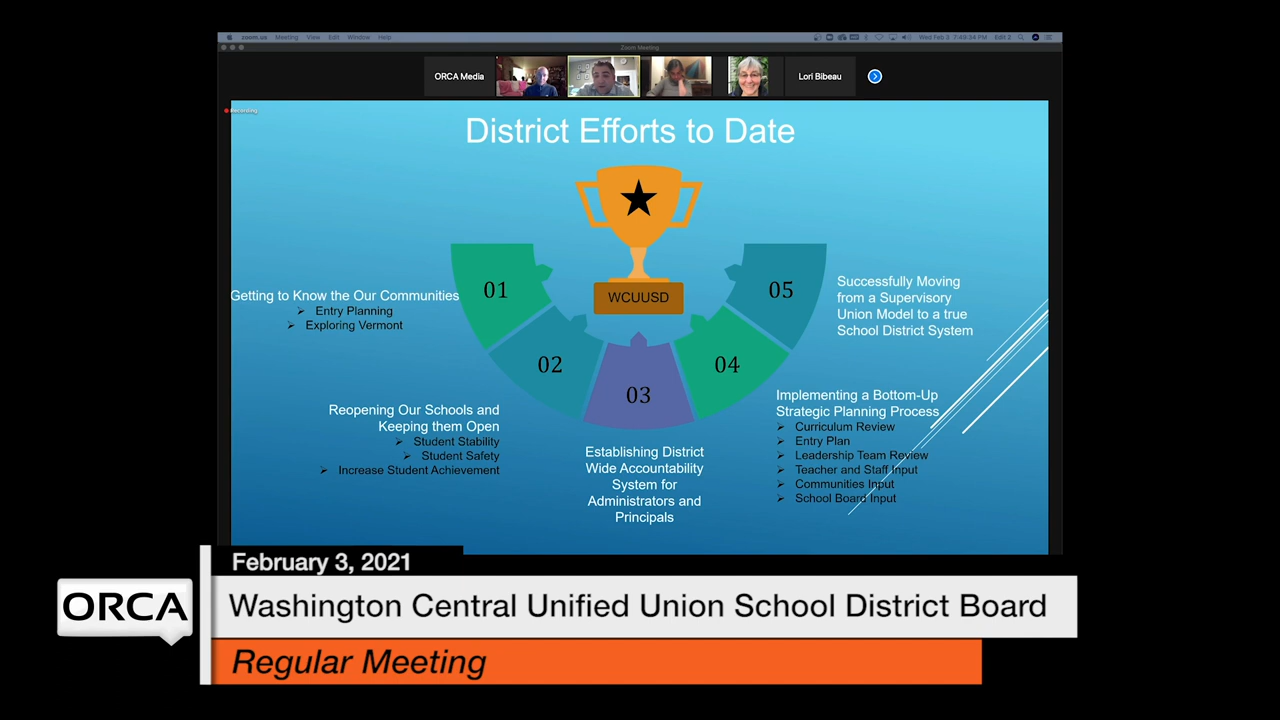 zoom.us Meeting View Edit Window Help
Wed Feb 3 7:49:34 PM Edit 2
Zoom Meeting
ORCA Media
Lori Bibeau
Recording
District Efforts to Date
WCUUSD
01
02
03
04
05
Getting to Know the Our Communities
Entry Planning
Exploring Vermont
Reopening Our Schools and
Keeping them Open
Student Stability
Student Safety
Increase Student Achievement
Establishing District
Wide Accountability
System for
Administrators and
Principals
Implementing a Bottom-Up
Strategic Planning Process
Curriculum Review
Entry Plan
Leadership Team Review
Teacher and Staff Input
Communities Input
School Board Input
Successfully Moving
from a Supervisory
Union Model to a true
School District System
February 3, 2021
ORCA
Washington Central Unified Union School District Board
Regular Meeting